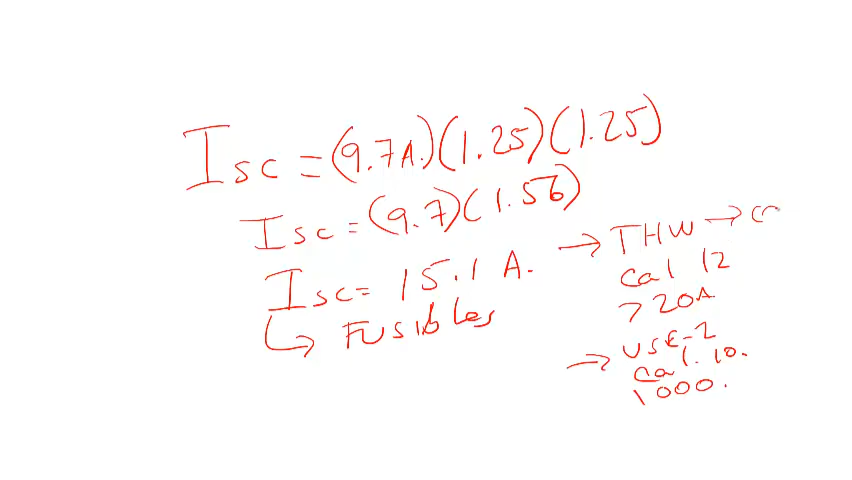 Isc = (9.7A.)(1.25)(1.25)
Isc = (9.7)(1.56)
Isc = 15.1 A.
↳ Fusibles
→ THW →
cal 12
> 20A
→ USE-2
cal. 10.
1000.